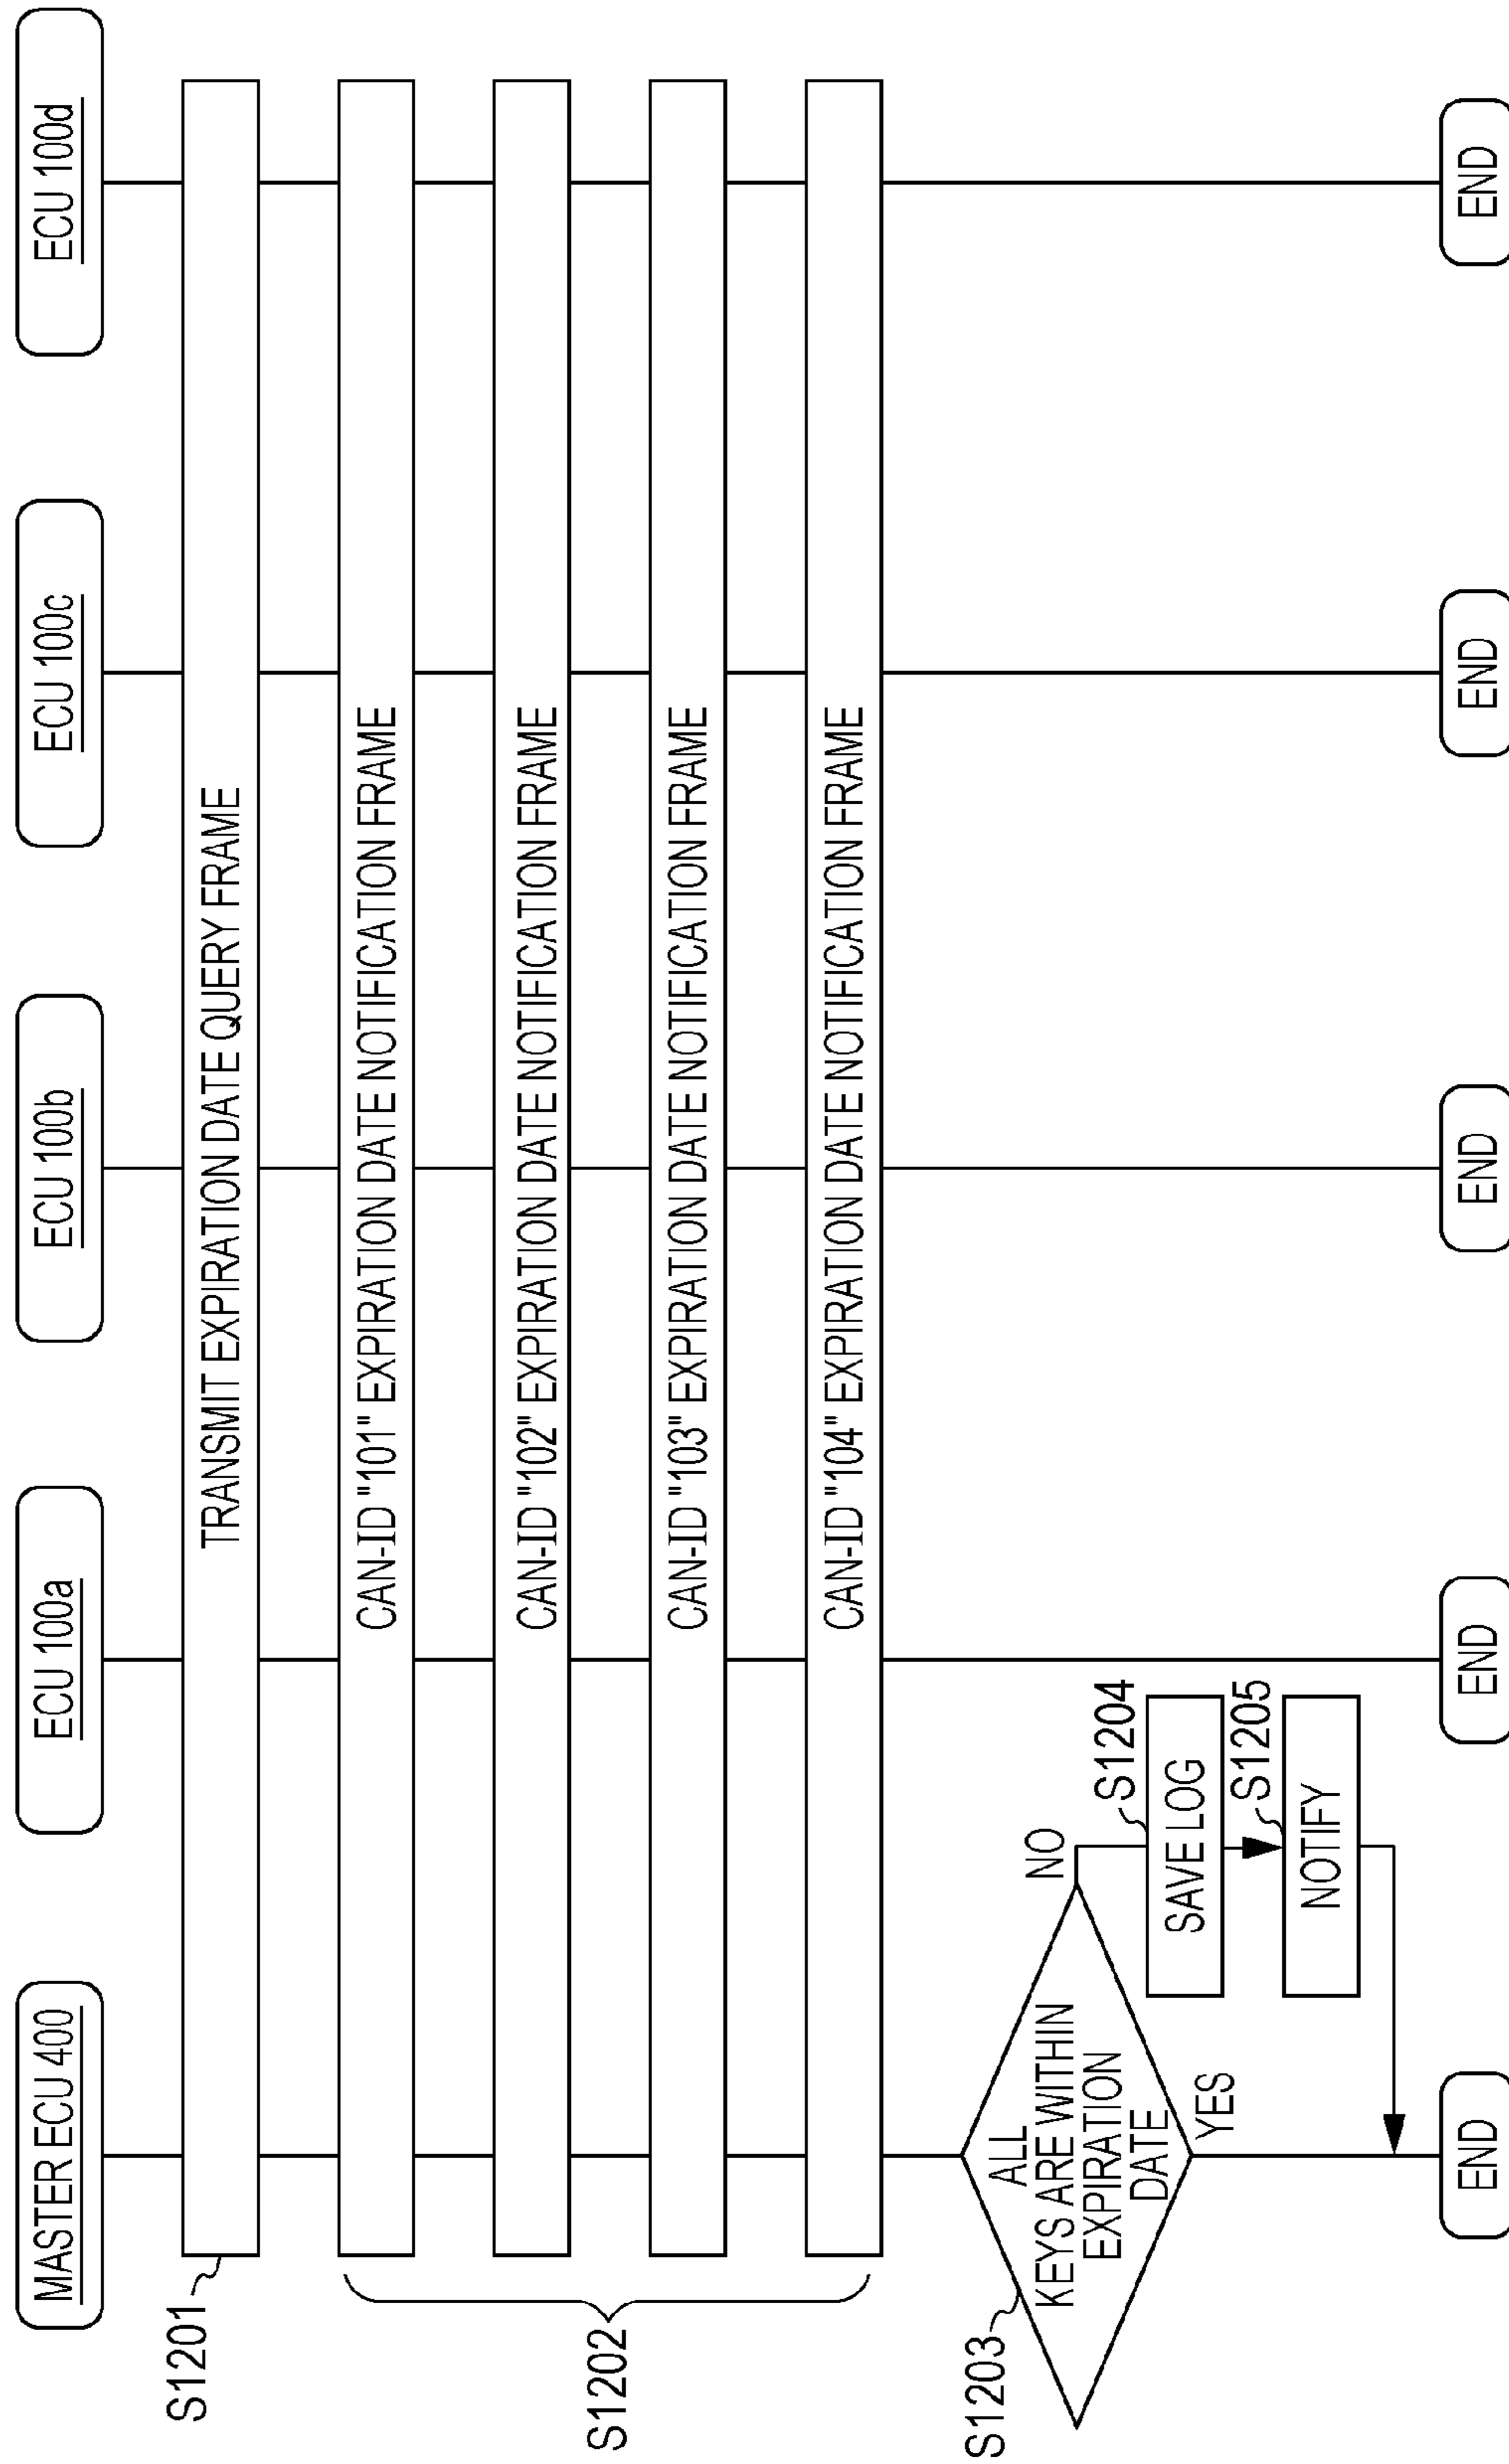 MASTER ECU 400
ECU 100a
ECU 100b
ECU 100c
ECU 100d
S1201
TRANSMIT EXPIRATION DATE QUERY FRAME
S1202
CAN-ID "101" EXPIRATION DATE NOTIFICATION FRAME
CAN-ID "102" EXPIRATION DATE NOTIFICATION FRAME
CAN-ID "103" EXPIRATION DATE NOTIFICATION FRAME
CAN-ID "104" EXPIRATION DATE NOTIFICATION FRAME
S1203
ALL
KEYS ARE WITHIN
EXPIRATION
DATE
NO
YES
S1204
SAVE LOG
S1205
NOTIFY
END
END
END
END
END